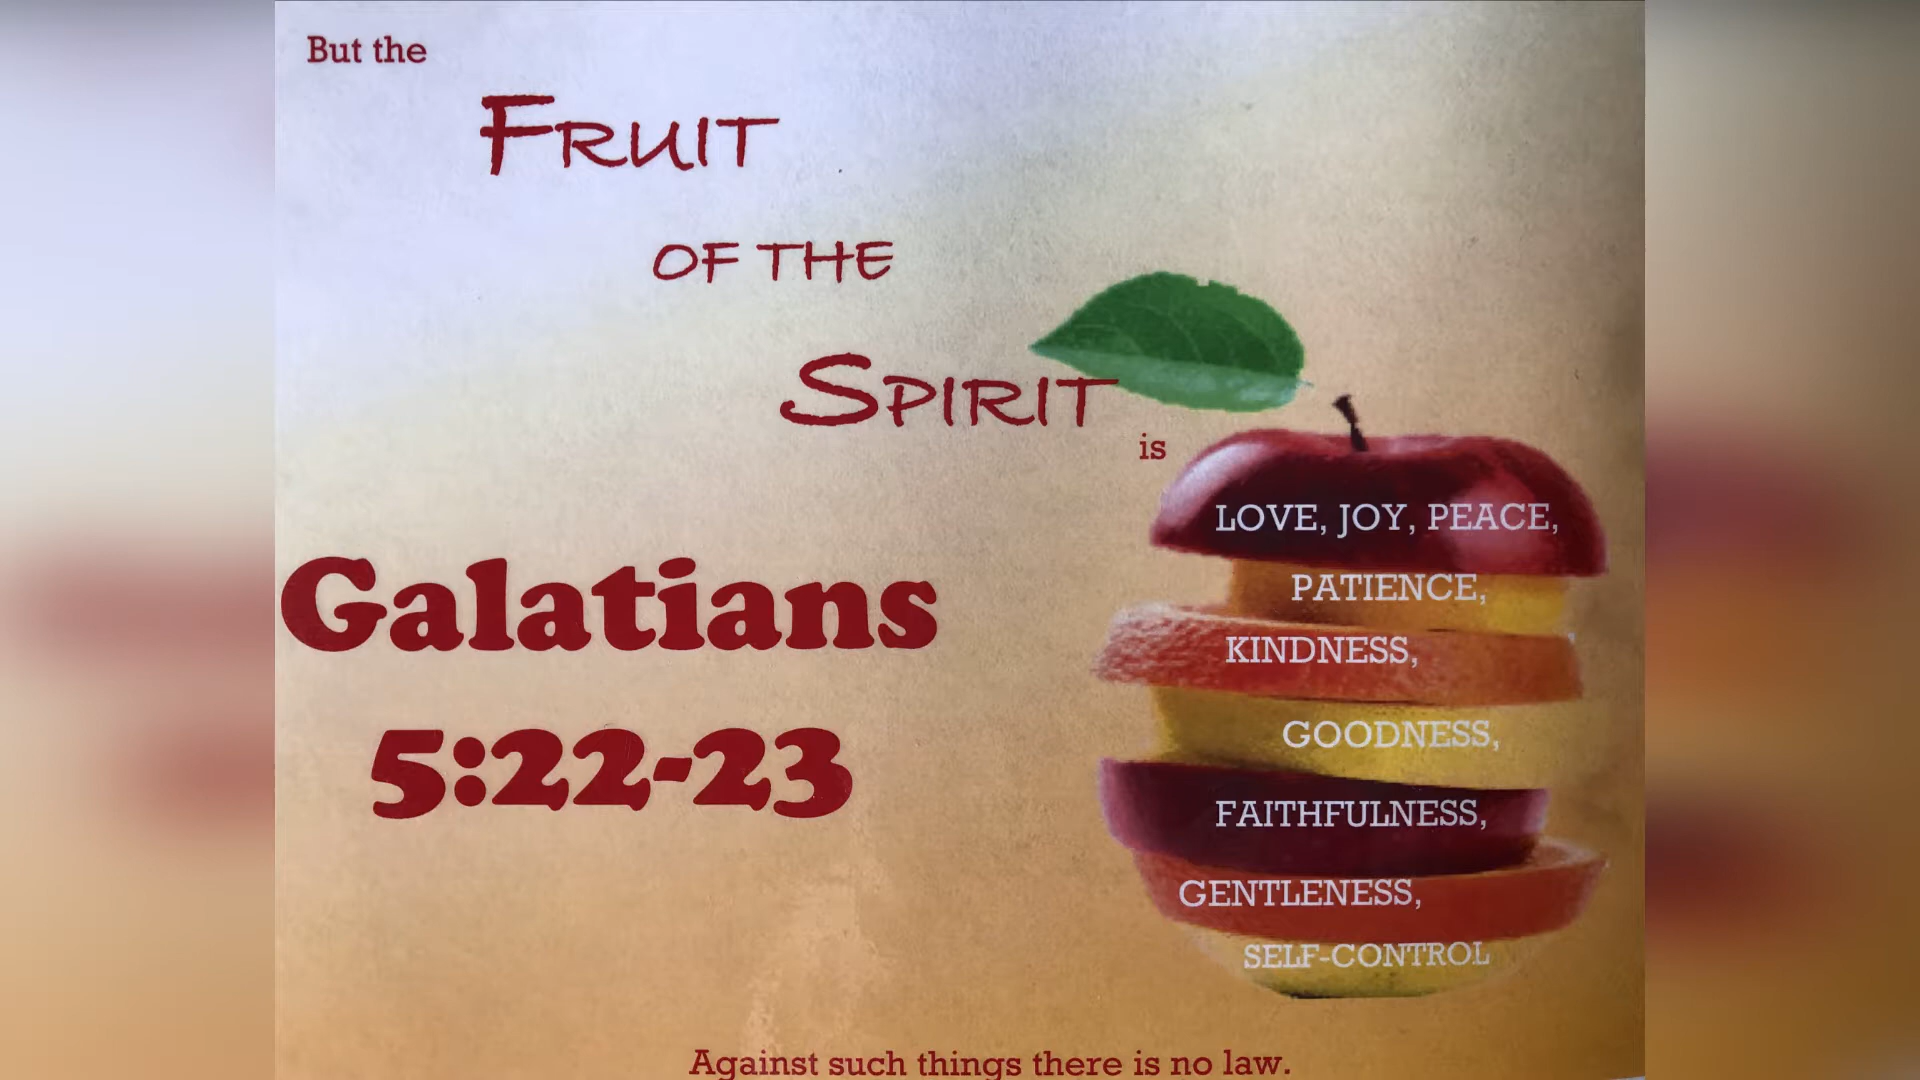 But the
FRUIT
OF THE
SPIRIT
is
LOVE, JOY, PEACE,
PATIENCE,
KINDNESS,
GOODNESS,
FAITHFULNESS,
GENTLENESS,
SELF-CONTROL
Galatians
5:22-23
Against such things there is no law.